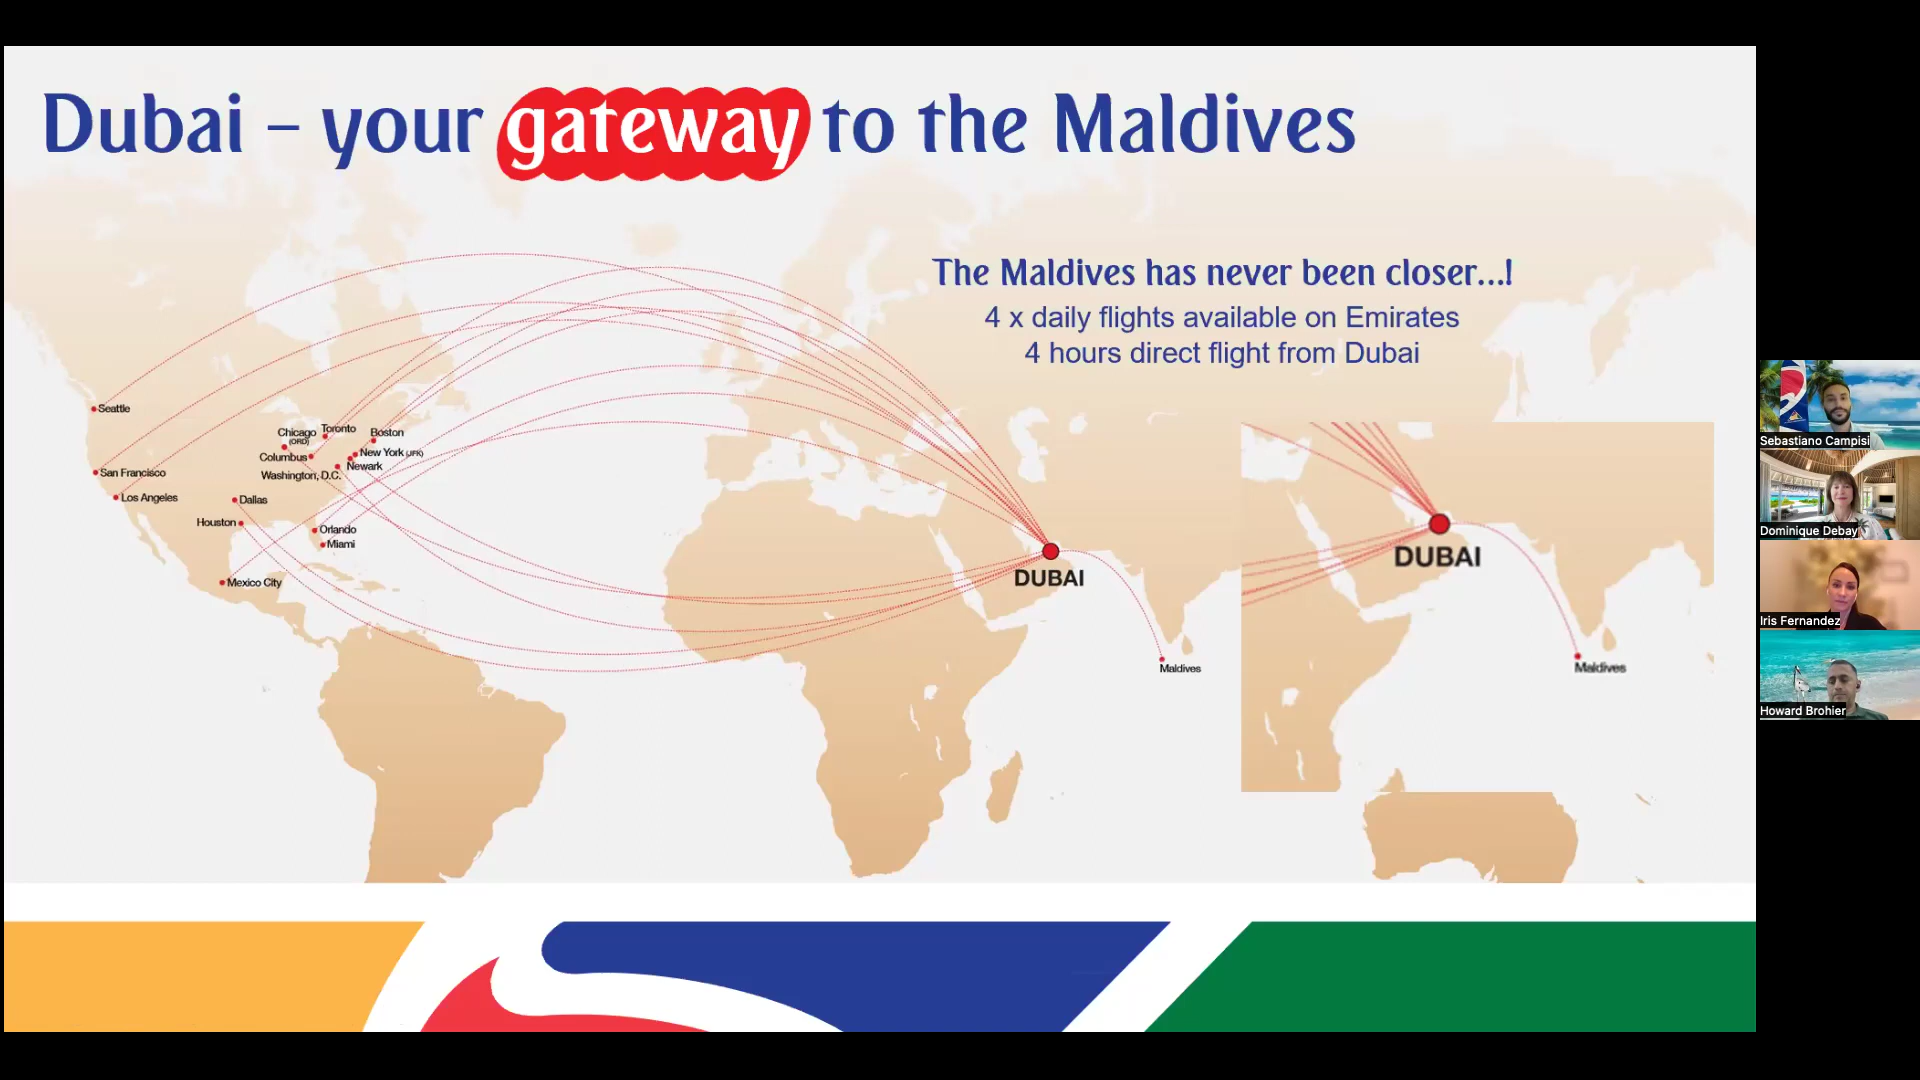 Dubai – your gateway to the Maldives
The Maldives has never been closer...!
4 x daily flights available on Emirates
4 hours direct flight from Dubai
Seattle
Chicago
(ORD)
Toronto
Boston
Columbus
New York (JFK)
Newark
Washington, D.C.
San Francisco
Los Angeles
Dallas
Houston
Orlando
Miami
Mexico City
DUBAI
Maldives
DUBAI
Maldives
Sebastiano Campisi
Dominique Debay
Iris Fernandez
Howard Brohier